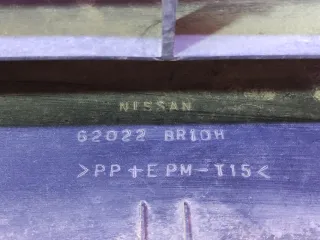 NISSAN
62022 BR10H
>PP+EPM-T15<